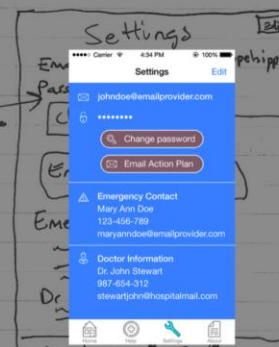 Settings
Carrier 4:34 PM 100%
Settings Edit
johndoe@emailprovider.com
••••••••
Change password
Email Action Plan
Emergency Contact
Mary Ann Doe
123-456-789
maryanndoe@emailprovider.com
Doctor Information
Dr. John Stewart
987-654-312
stewartjohn@hospitalmail.com
Home Help Settings About
Eme
Dr